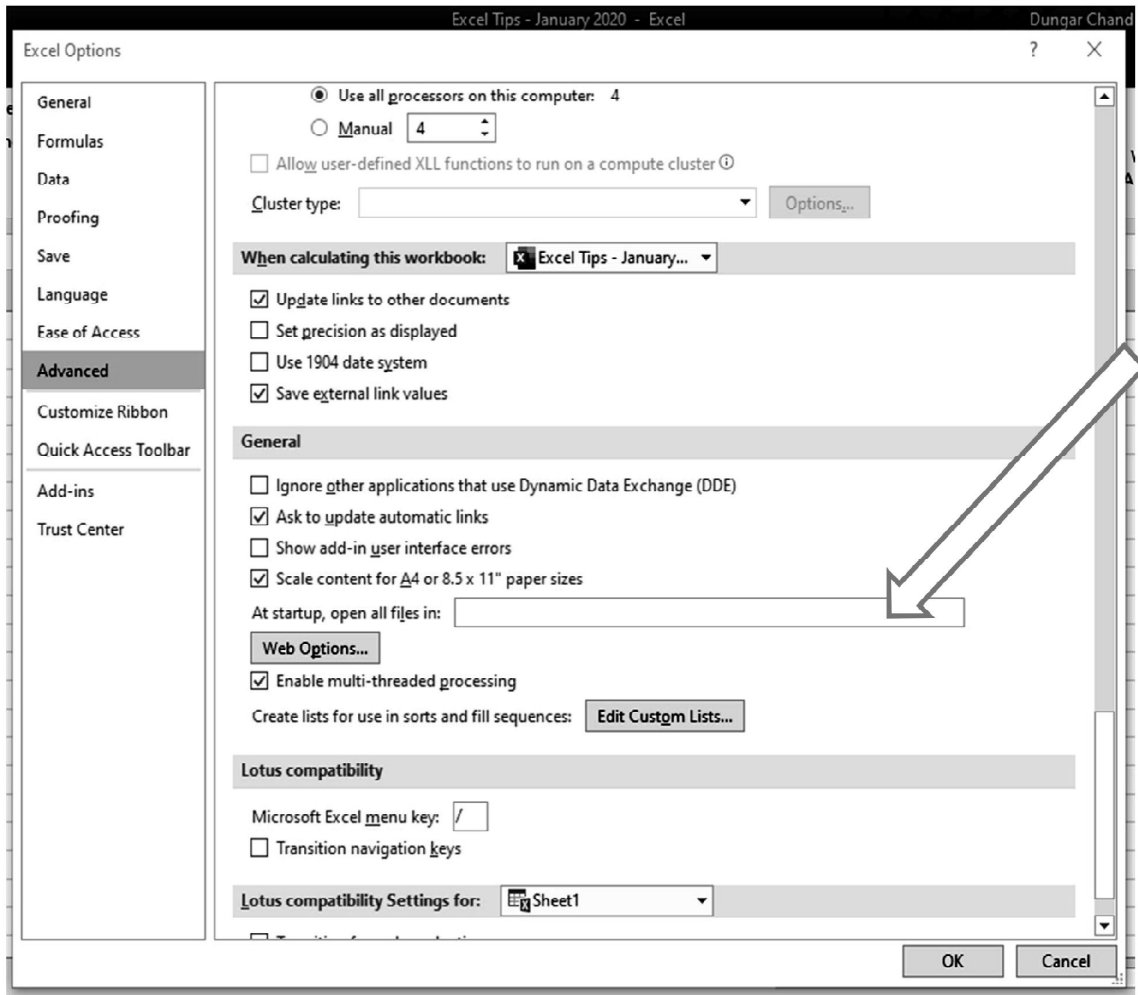 Excel Tips - January 2020 - Excel
Dungar Chand
Excel Options
?
General
Formulas
Data
Proofing
Save
Language
Ease of Access
Advanced
Customize Ribbon
Quick Access Toolbar
Add-ins
Trust Center
Use all processors on this computer: 4
Manual 4
Allow user-defined XLL functions to run on a compute cluster
Cluster type: Options...
When calculating this workbook: Excel Tips - January...
Update links to other documents
Set precision as displayed
Use 1904 date system
Save external link values
General
Ignore other applications that use Dynamic Data Exchange (DDE)
Ask to update automatic links
Show add-in user interface errors
Scale content for A4 or 8.5 x 11" paper sizes
At startup, open all files in:
Web Options...
Enable multi-threaded processing
Create lists for use in sorts and fill sequences: Edit Custom Lists...
Lotus compatibility
Microsoft Excel menu key: /
Transition navigation keys
Lotus compatibility Settings for: Sheet1
OK Cancel